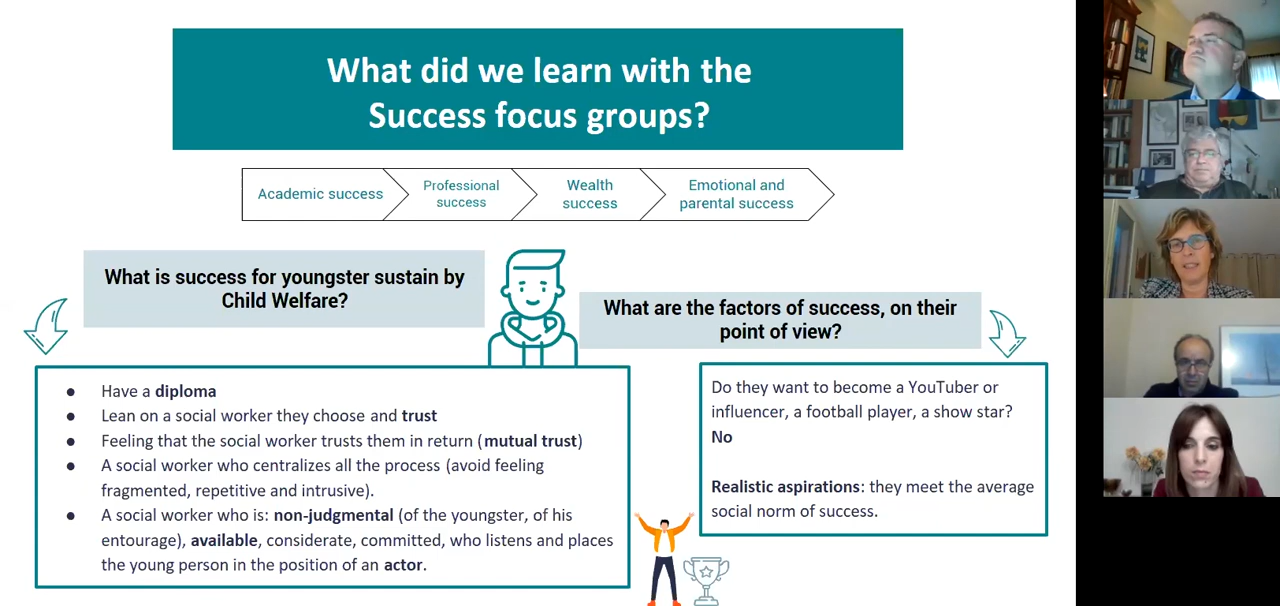 What did we learn with the
Success focus groups?
Academic success
Professional
success
Wealth
success
Emotional and
parental success
What is success for youngster sustain by
Child Welfare?
What are the factors of success, on their
point of view?
● Have a diploma
● Lean on a social worker they choose and trust
● Feeling that the social worker trusts them in return (mutual trust)
● A social worker who centralizes all the process (avoid feeling
fragmented, repetitive and intrusive).
● A social worker who is: non-judgmental (of the youngster, of his
entourage), available, considerate, committed, who listens and places
the young person in the position of an actor.
Do they want to become a YouTuber or
influencer, a football player, a show star?
No
Realistic aspirations: they meet the average
social norm of success.